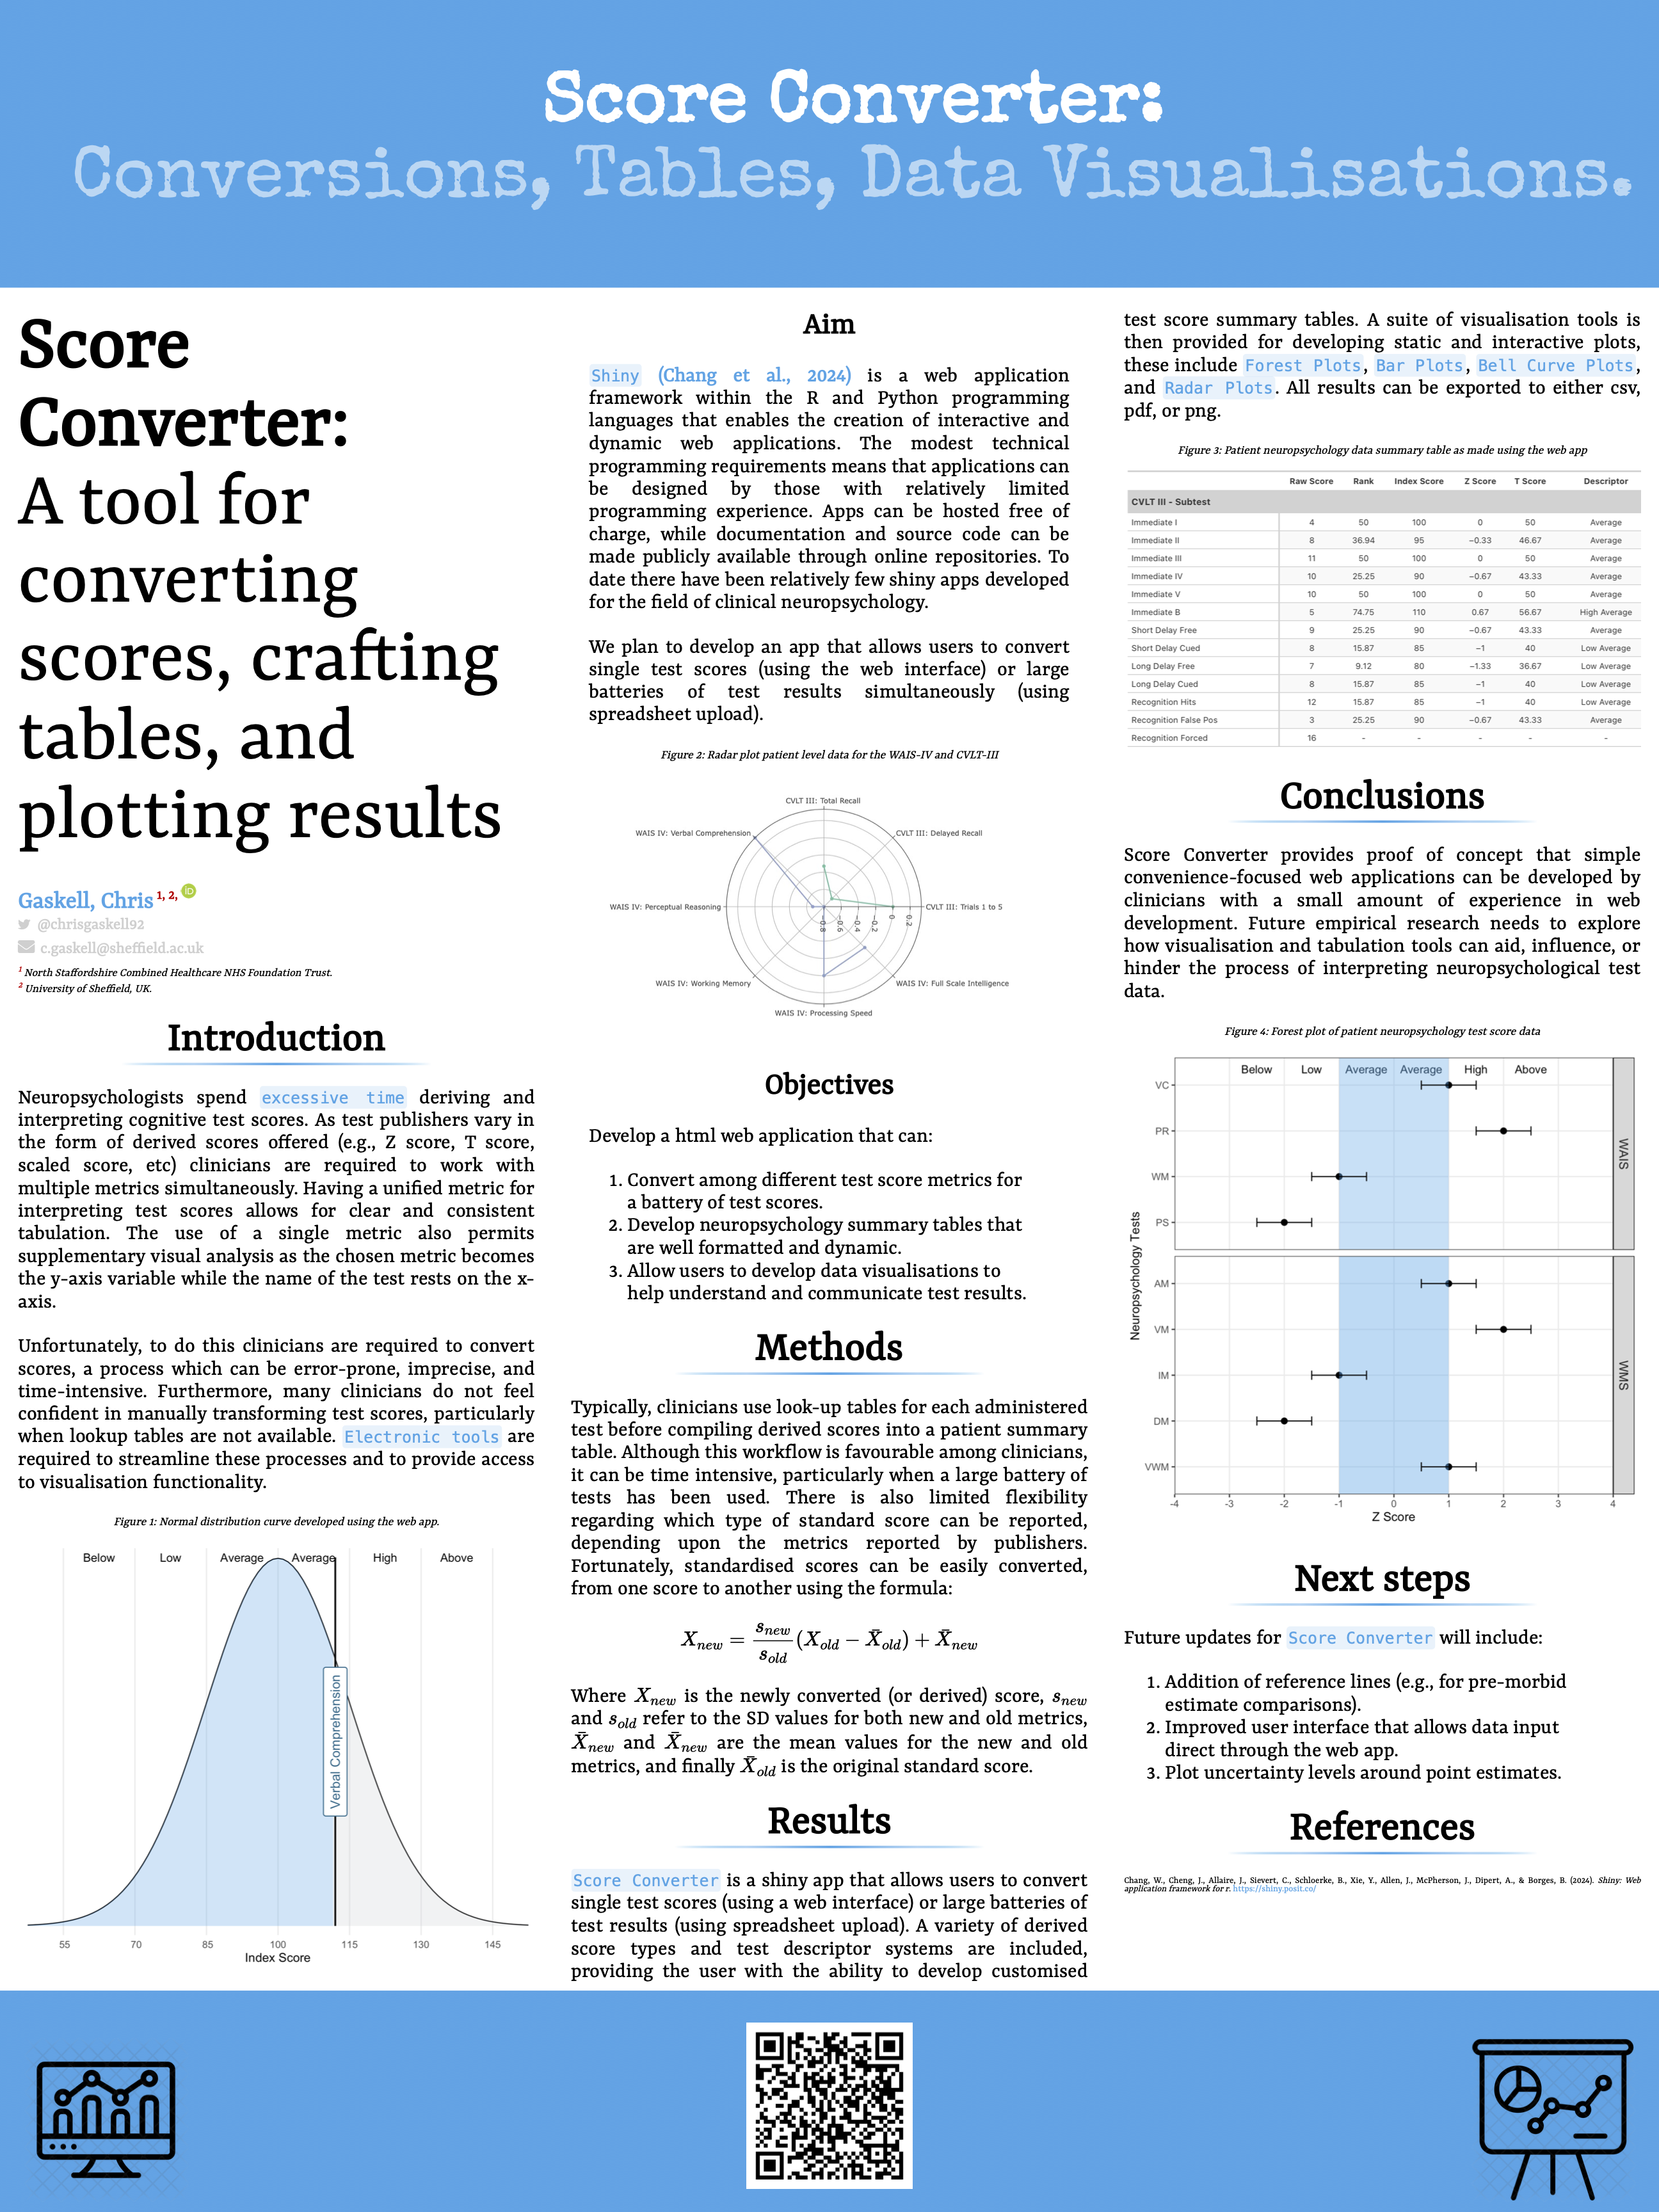 Score Converter:
Conversions, Tables, Data Visualisations.
Score
Converter:
A tool for
converting
scores, crafting
tables, and
plotting results
Gaskell, Chris 1, 2, iD
@chrisgaskell92
c.gaskell@sheffield.ac.uk
1 North Staffordshire Combined Healthcare NHS Foundation Trust.
2 University of Sheffield, UK.
Introduction
Neuropsychologists spend excessive time deriving and
interpreting cognitive test scores. As test publishers vary in
the form of derived scores offered (e.g., Z score, T score,
scaled score, etc) clinicians are required to work with
multiple metrics simultaneously. Having a unified metric for
interpreting test scores allows for clear and consistent
tabulation. The use of a single metric also permits
supplementary visual analysis as the chosen metric becomes
the y-axis variable while the name of the test rests on the x-
axis.
Unfortunately, to do this clinicians are required to convert
scores, a process which can be error-prone, imprecise, and
time-intensive. Furthermore, many clinicians do not feel
confident in manually transforming test scores, particularly
when lookup tables are not available. Electronic tools are
required to streamline these processes and to provide access
to visualisation functionality.
Figure 1: Normal distribution curve developed using the web app.
Below Low Average Average High Above
Verbal Comprehension
55 70 85 100 115 130 145
Index Score
Aim
Shiny (Chang et al., 2024) is a web application
framework within the R and Python programming
languages that enables the creation of interactive and
dynamic web applications. The modest technical
programming requirements means that applications can
be designed by those with relatively limited
programming experience. Apps can be hosted free of
charge, while documentation and source code can be
made publicly available through online repositories. To
date there have been relatively few shiny apps developed
for the field of clinical neuropsychology.
We plan to develop an app that allows users to convert
single test scores (using the web interface) or large
batteries of test results simultaneously (using
spreadsheet upload).
Figure 2: Radar plot patient level data for the WAIS-IV and CVLT-III
CVLT III: Total Recall
WAIS IV: Verbal Comprehension
CVLT III: Delayed Recall
WAIS IV: Perceptual Reasoning
CVLT III: Trials 1 to 5
−0.8 −0.6 −0.4 −0.2 0 0.2
WAIS IV: Working Memory
WAIS IV: Full Scale Intelligence
WAIS IV: Processing Speed
Objectives
Develop a html web application that can:
1. Convert among different test score metrics for
a battery of test scores.
2. Develop neuropsychology summary tables that
are well formatted and dynamic.
3. Allow users to develop data visualisations to
help understand and communicate test results.
Methods
Typically, clinicians use look-up tables for each administered
test before compiling derived scores into a patient summary
table. Although this workflow is favourable among clinicians,
it can be time intensive, particularly when a large battery of
tests has been used. There is also limited flexibility
regarding which type of standard score can be reported,
depending upon the metrics reported by publishers.
Fortunately, standardised scores can be easily converted,
from one score to another using the formula:
X_new = s_new/s_old (X_old − X̄_old) + X̄_new
Where X_new is the newly converted (or derived) score, s_new
and s_old refer to the SD values for both new and old metrics,
X̄_new and X̄_new are the mean values for the new and old
metrics, and finally X̄_old is the original standard score.
Results
Score Converter is a shiny app that allows users to convert
single test scores (using a web interface) or large batteries of
test results (using spreadsheet upload). A variety of derived
score types and test descriptor systems are included,
providing the user with the ability to develop customised
test score summary tables. A suite of visualisation tools is
then provided for developing static and interactive plots,
these include Forest Plots, Bar Plots, Bell Curve Plots,
and Radar Plots. All results can be exported to either csv,
pdf, or png.
Figure 3: Patient neuropsychology data summary table as made using the web app
Raw Score Rank Index Score Z Score T Score Descriptor
CVLT III - Subtest
Immediate I 4 50 100 0 50 Average
Immediate II 8 36.94 95 −0.33 46.67 Average
Immediate III 11 50 100 0 50 Average
Immediate IV 10 25.25 90 −0.67 43.33 Average
Immediate V 10 50 100 0 50 Average
Immediate B 5 74.75 110 0.67 56.67 High Average
Short Delay Free 9 25.25 90 −0.67 43.33 Average
Short Delay Cued 8 15.87 85 −1 40 Low Average
Long Delay Free 7 9.12 80 −1.33 36.67 Low Average
Long Delay Cued 8 15.87 85 −1 40 Low Average
Recognition Hits 12 15.87 85 −1 40 Low Average
Recognition False Pos 3 25.25 90 −0.67 43.33 Average
Recognition Forced 16 - - - - -
Conclusions
Score Converter provides proof of concept that simple
convenience-focused web applications can be developed by
clinicians with a small amount of experience in web
development. Future empirical research needs to explore
how visualisation and tabulation tools can aid, influence, or
hinder the process of interpreting neuropsychological test
data.
Figure 4: Forest plot of patient neuropsychology test score data
Below Low Average Average High Above
VC
PR
WM
PS
WAIS
Neuropsychology Tests
AM
VM
IM
DM
VWM
WMS
-4 -3 -2 -1 0 1 2 3 4
Z Score
Next steps
Future updates for Score Converter will include:
1. Addition of reference lines (e.g., for pre-morbid
estimate comparisons).
2. Improved user interface that allows data input
direct through the web app.
3. Plot uncertainty levels around point estimates.
References
Chang, W., Cheng, J., Allaire, J., Sievert, C., Schloerke, B., Xie, Y., Allen, J., McPherson, J., Dipert, A., & Borges, B. (2024). Shiny: Web
application framework for r. https://shiny.posit.co/